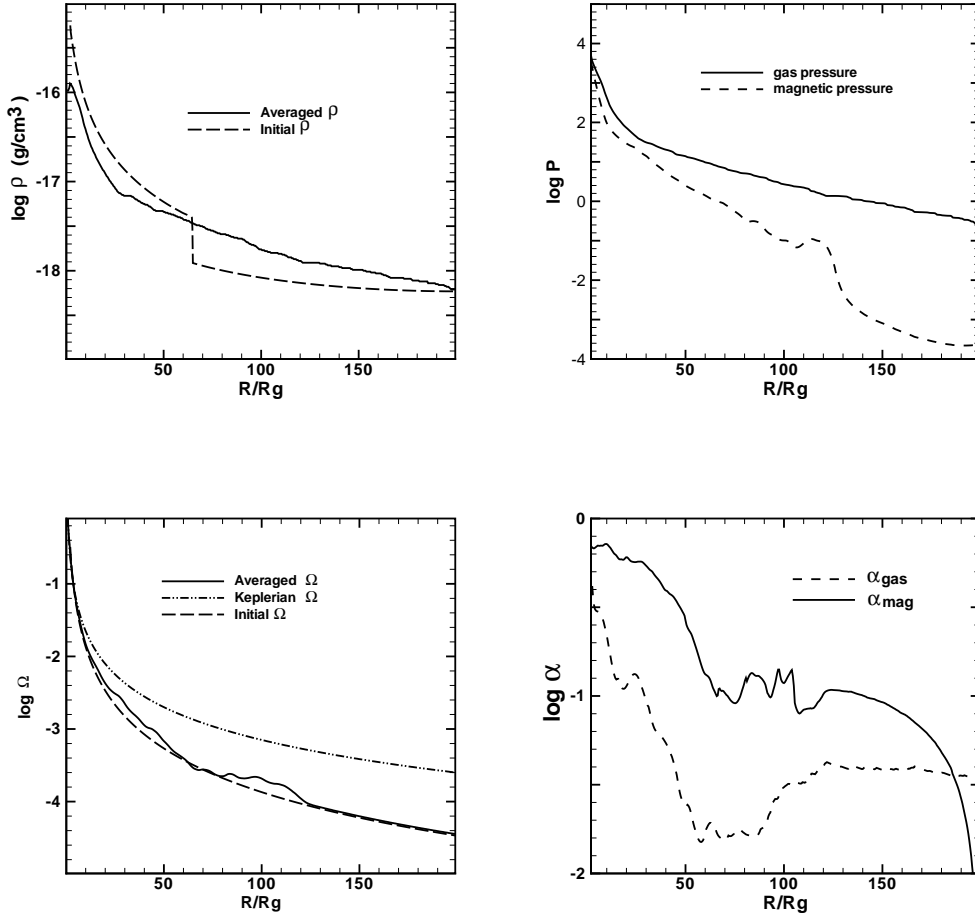 -16
-17
-18
log ρ (g/cm³)
Averaged ρ
Initial ρ
50
100
150
R/Rg
4
2
0
-2
-4
log P
gas pressure
magnetic pressure
50
100
150
R/Rg
-1
-2
-3
-4
log Ω
Averaged Ω
Keplerian Ω
Initial Ω
50
100
150
R/Rg
0
-1
-2
log α
αgas
αmag
50
100
150
R/Rg